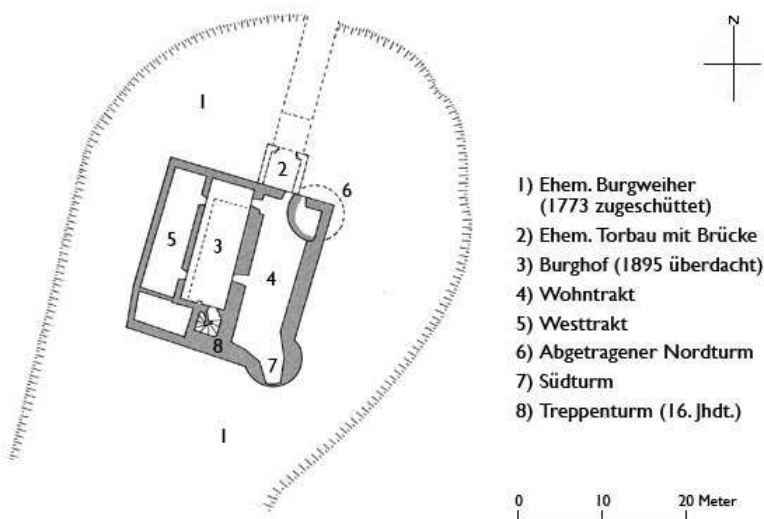 N
1
2
6
5
3
4
8
7
1
1) Ehem. Burgweiher
(1773 zugeschüttet)
2) Ehem. Torbau mit Brücke
3) Burghof (1895 überdacht)
4) Wohntrakt
5) Westtrakt
6) Abgetragener Nordturm
7) Südturm
8) Treppenturm (16. Jhdt.)
0 10 20 Meter